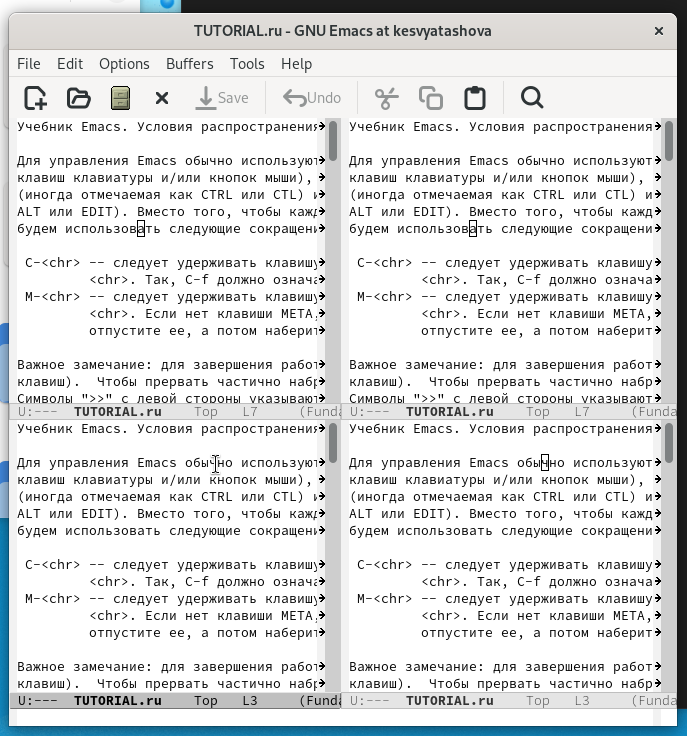 TUTORIAL.ru - GNU Emacs at kesvyatashova
File Edit Options Buffers Tools Help
Save Undo
Учебник Emacs. Условия распространения
Для управления Emacs обычно используют
клавиш клавиатуры и/или кнопок мыши),
(иногда отмечаемая как CTRL или CTL) и
ALT или EDIT). Вместо того, чтобы кажд
будем использовать следующие сокращени
C-<chr> -- следует удерживать клавишу
<chr>. Так, C-f должно означа
M-<chr> -- следует удерживать клавишу
<chr>. Если нет клавиши META,
отпустите ее, а потом наберит
Важное замечание: для завершения работ
клавиш). Чтобы прервать частично набр
Символы ">>" с левой стороны указывают
U:--- TUTORIAL.ru Top L7 (Funda
Учебник Emacs. Условия распространения
Для управления Emacs обычно используют
клавиш клавиатуры и/или кнопок мыши),
(иногда отмечаемая как CTRL или CTL) и
ALT или EDIT). Вместо того, чтобы кажд
будем использовать следующие сокращени
C-<chr> -- следует удерживать клавишу
<chr>. Так, C-f должно означа
M-<chr> -- следует удерживать клавишу
<chr>. Если нет клавиши META,
отпустите ее, а потом наберит
Важное замечание: для завершения работ
клавиш). Чтобы прервать частично набр
Символы ">>" с левой стороны указывают
U:--- TUTORIAL.ru Top L7 (Funda
Учебник Emacs. Условия распространения
Для управления Emacs обычно используют
клавиш клавиатуры и/или кнопок мыши),
(иногда отмечаемая как CTRL или CTL) и
ALT или EDIT). Вместо того, чтобы кажд
будем использовать следующие сокращени
C-<chr> -- следует удерживать клавишу
<chr>. Так, C-f должно означа
M-<chr> -- следует удерживать клавишу
<chr>. Если нет клавиши META,
отпустите ее, а потом наберит
Важное замечание: для завершения работ
клавиш). Чтобы прервать частично набр
U:--- TUTORIAL.ru Top L3 (Funda
Учебник Emacs. Условия распространения
Для управления Emacs обычно используют
клавиш клавиатуры и/или кнопок мыши),
(иногда отмечаемая как CTRL или CTL) и
ALT или EDIT). Вместо того, чтобы кажд
будем использовать следующие сокращени
C-<chr> -- следует удерживать клавишу
<chr>. Так, C-f должно означа
M-<chr> -- следует удерживать клавишу
<chr>. Если нет клавиши META,
отпустите ее, а потом наберит
Важное замечание: для завершения работ
клавиш). Чтобы прервать частично набр
U:--- TUTORIAL.ru Top L3 (Funda